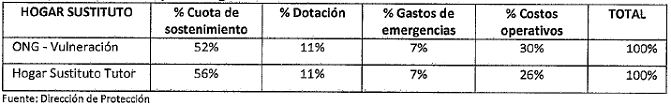 HOGAR SUSTITUTO | % Cuota de sostenimiento | % Dotación | % Gastos de emergencias | % Costos operativos | TOTAL
ONG - Vulneración | 52% | 11% | 7% | 30% | 100%
Hogar Sustituto Tutor | 56% | 11% | 7% | 26% | 100%
Fuente: Dirección de Protección